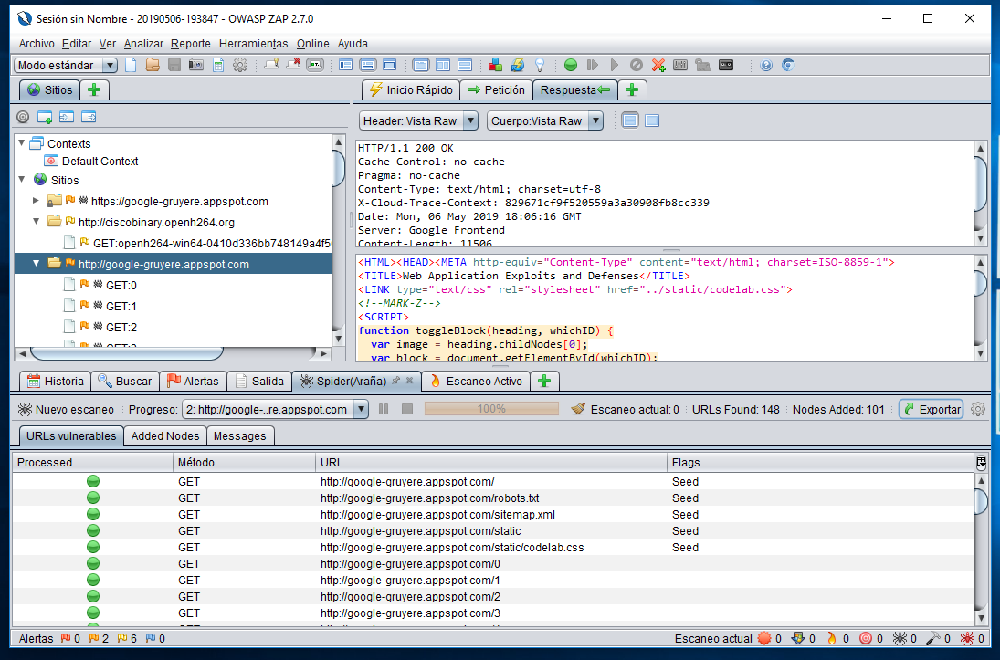 Sesión sin Nombre - 20190506-193847 - OWASP ZAP 2.7.0
Archivo Editar Ver Analizar Reporte Herramientas Online Ayuda
Modo estándar
Sitios
Inicio Rápido Petición Respuesta
Header: Vista Raw Cuerpo:Vista Raw
Contexts
Default Context
Sitios
https://google-gruyere.appspot.com
http://ciscobinary.openh264.org
GET:openh264-win64-0410d336bb748149a4f5
http://google-gruyere.appspot.com
GET:0
GET:1
GET:2
HTTP/1.1 200 OK
Cache-Control: no-cache
Pragma: no-cache
Content-Type: text/html; charset=utf-8
X-Cloud-Trace-Context: 829671cf9f520559a3a30908fb8cc339
Date: Mon, 06 May 2019 18:06:16 GMT
Server: Google Frontend
Content-Length: 11506
<HTML><HEAD><META http-equiv="Content-Type" content="text/html; charset=ISO-8859-1">
<TITLE>Web Application Exploits and Defenses</TITLE>
<LINK type="text/css" rel="stylesheet" href="../static/codelab.css">
<!--MARK-Z-->
<SCRIPT>
function toggleBlock(heading, whichID) {
var image = heading.childNodes[0];
var block = document.getElementById(whichID);
Historia Buscar Alertas Salida Spider(Araña) Escaneo Activo
Nuevo escaneo Progreso: 2: http://google-..re.appspot.com 100% Escaneo actual:0 URLs Found: 148 Nodes Added: 101 Exportar
URLs vulnerables Added Nodes Messages
Processed Método URI Flags
GET http://google-gruyere.appspot.com/ Seed
GET http://google-gruyere.appspot.com/robots.txt Seed
GET http://google-gruyere.appspot.com/sitemap.xml Seed
GET http://google-gruyere.appspot.com/static Seed
GET http://google-gruyere.appspot.com/static/codelab.css Seed
GET http://google-gruyere.appspot.com/0
GET http://google-gruyere.appspot.com/1
GET http://google-gruyere.appspot.com/2
GET http://google-gruyere.appspot.com/3
Alertas 0 2 6 0 Escaneo actual 0 0 0 0 0 0 0